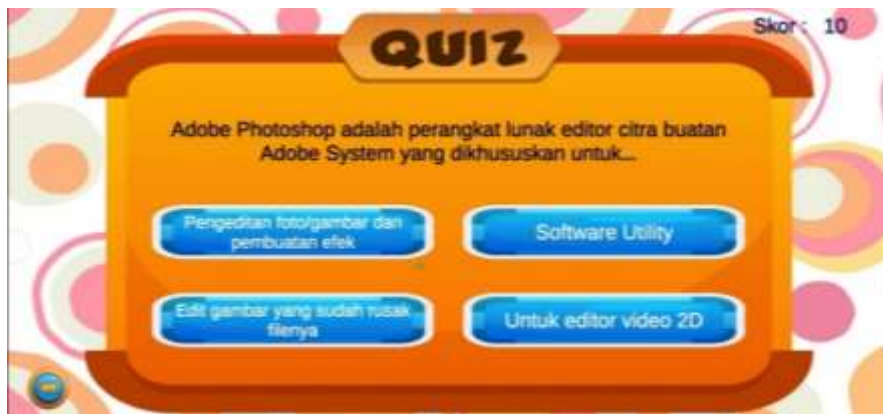 Skor : 10
QUIZ
Adobe Photoshop adalah perangkat lunak editor citra buatan
Adobe System yang dikhususkan untuk...
Pengeditan foto/gambar dan
pembuatan efek
Software Utility
Edit gambar yang sudah rusak
filenya
Untuk editor video 2D